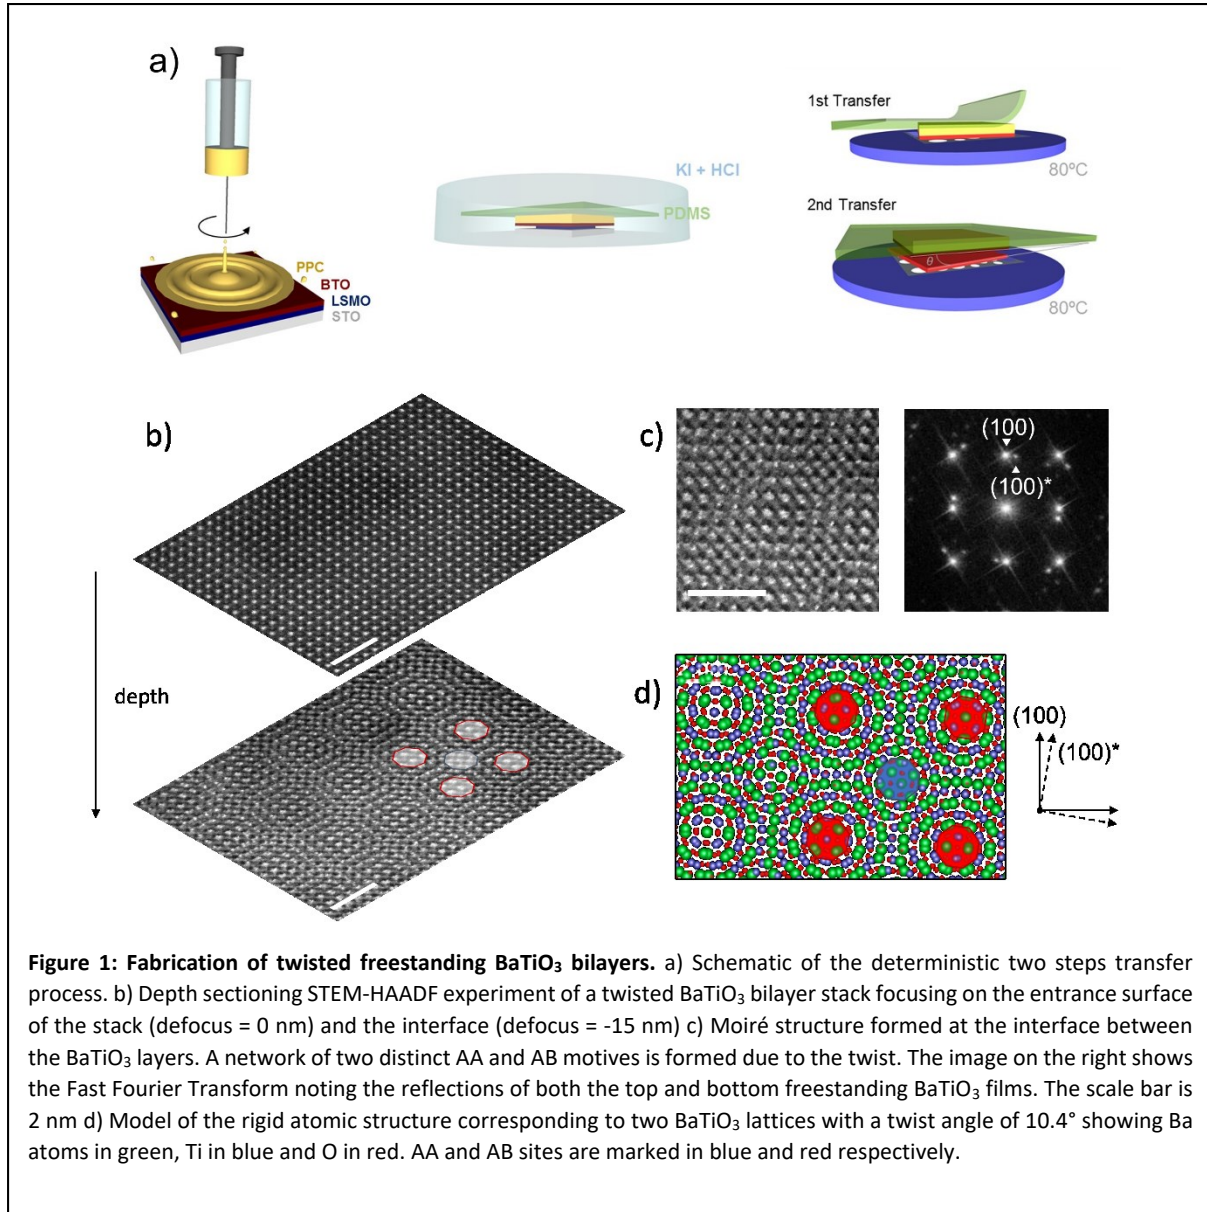 a)
1st Transfer
80ºC
KI + HCl
PDMS
2nd Transfer
θ
80ºC
PPC
BTO
LSMO
STO
b)
depth
c)
(100)
(100)*
d)
(100)
(100)*
Figure 1: Fabrication of twisted freestanding BaTiO₃ bilayers. a) Schematic of the deterministic two steps transfer
process. b) Depth sectioning STEM-HAADF experiment of a twisted BaTiO₃ bilayer stack focusing on the entrance surface
of the stack (defocus = 0 nm) and the interface (defocus = -15 nm) c) Moiré structure formed at the interface between
the BaTiO₃ layers. A network of two distinct AA and AB motives is formed due to the twist. The image on the right shows
the Fast Fourier Transform noting the reflections of both the top and bottom freestanding BaTiO₃ films. The scale bar is
2 nm d) Model of the rigid atomic structure corresponding to two BaTiO₃ lattices with a twist angle of 10.4° showing Ba
atoms in green, Ti in blue and O in red. AA and AB sites are marked in blue and red respectively.